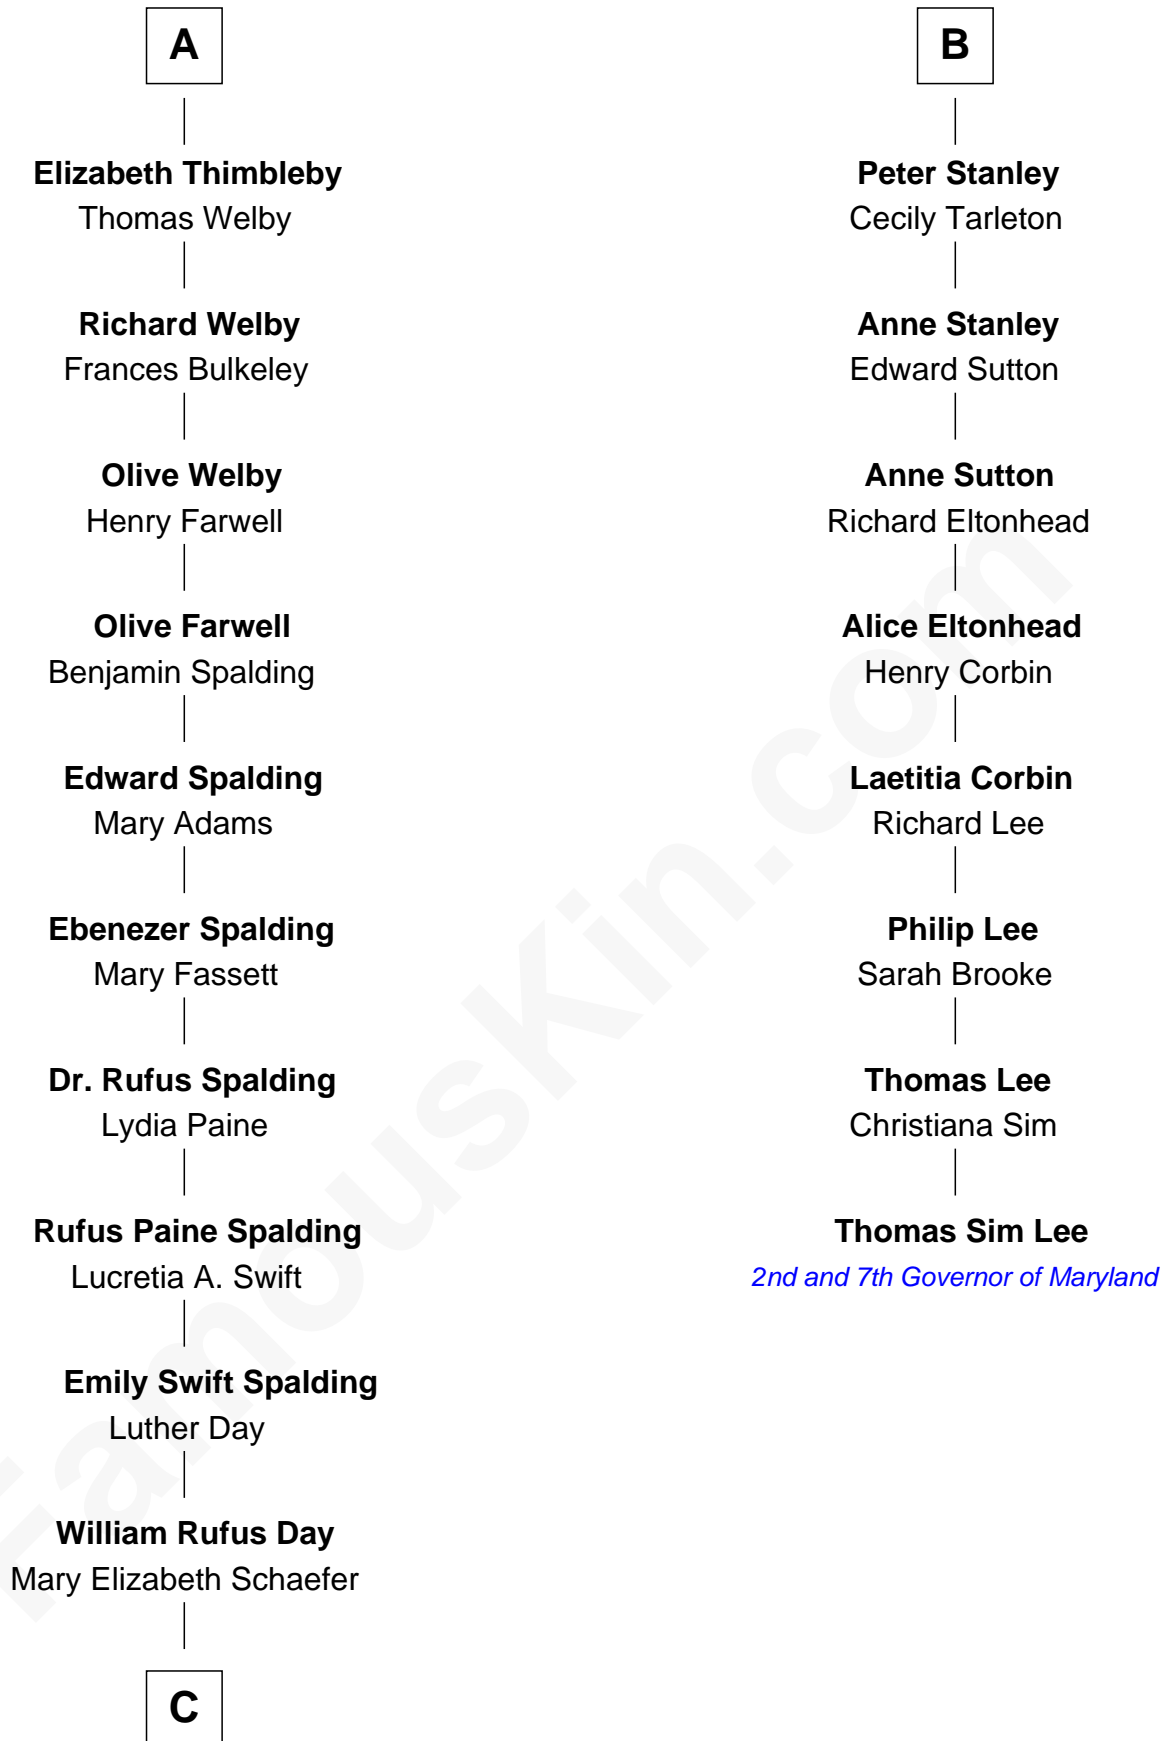 A
Elizabeth Thimbleby
Thomas Welby
Richard Welby
Frances Bulkeley
Olive Welby
Henry Farwell
Olive Farwell
Benjamin Spalding
Edward Spalding
Mary Adams
Ebenezer Spalding
Mary Fassett
Dr. Rufus Spalding
Lydia Paine
Rufus Paine Spalding
Lucretia A. Swift
Emily Swift Spalding
Luther Day
William Rufus Day
Mary Elizabeth Schaefer
C
B
Peter Stanley
Cecily Tarleton
Anne Stanley
Edward Sutton
Anne Sutton
Richard Eltonhead
Alice Eltonhead
Henry Corbin
Laetitia Corbin
Richard Lee
Philip Lee
Sarah Brooke
Thomas Lee
Christiana Sim
Thomas Sim Lee
2nd and 7th Governor of Maryland
FamousKin.com